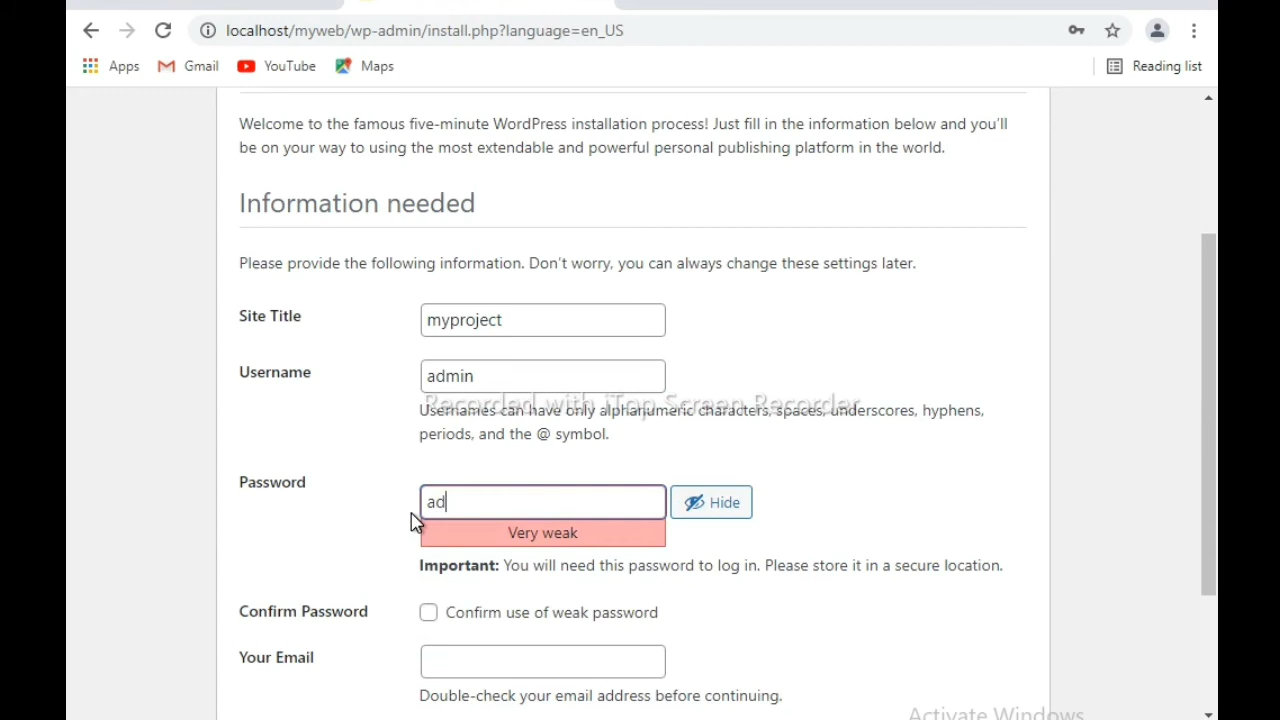 localhost/myweb/wp-admin/install.php?language=en_US
Apps Gmail YouTube Maps Reading list
Welcome to the famous five-minute WordPress installation process! Just fill in the information below and you'll
be on your way to using the most extendable and powerful personal publishing platform in the world.
Information needed
Please provide the following information. Don't worry, you can always change these settings later.
Site Title myproject
Username admin
Recorded with iTop Screen Recorder
Usernames can have only alphanumeric characters, spaces, underscores, hyphens,
periods, and the @ symbol.
Password
ad Hide
Very weak
Important: You will need this password to log in. Please store it in a secure location.
Confirm Password Confirm use of weak password
Your Email
Double-check your email address before continuing.
Activate Windows